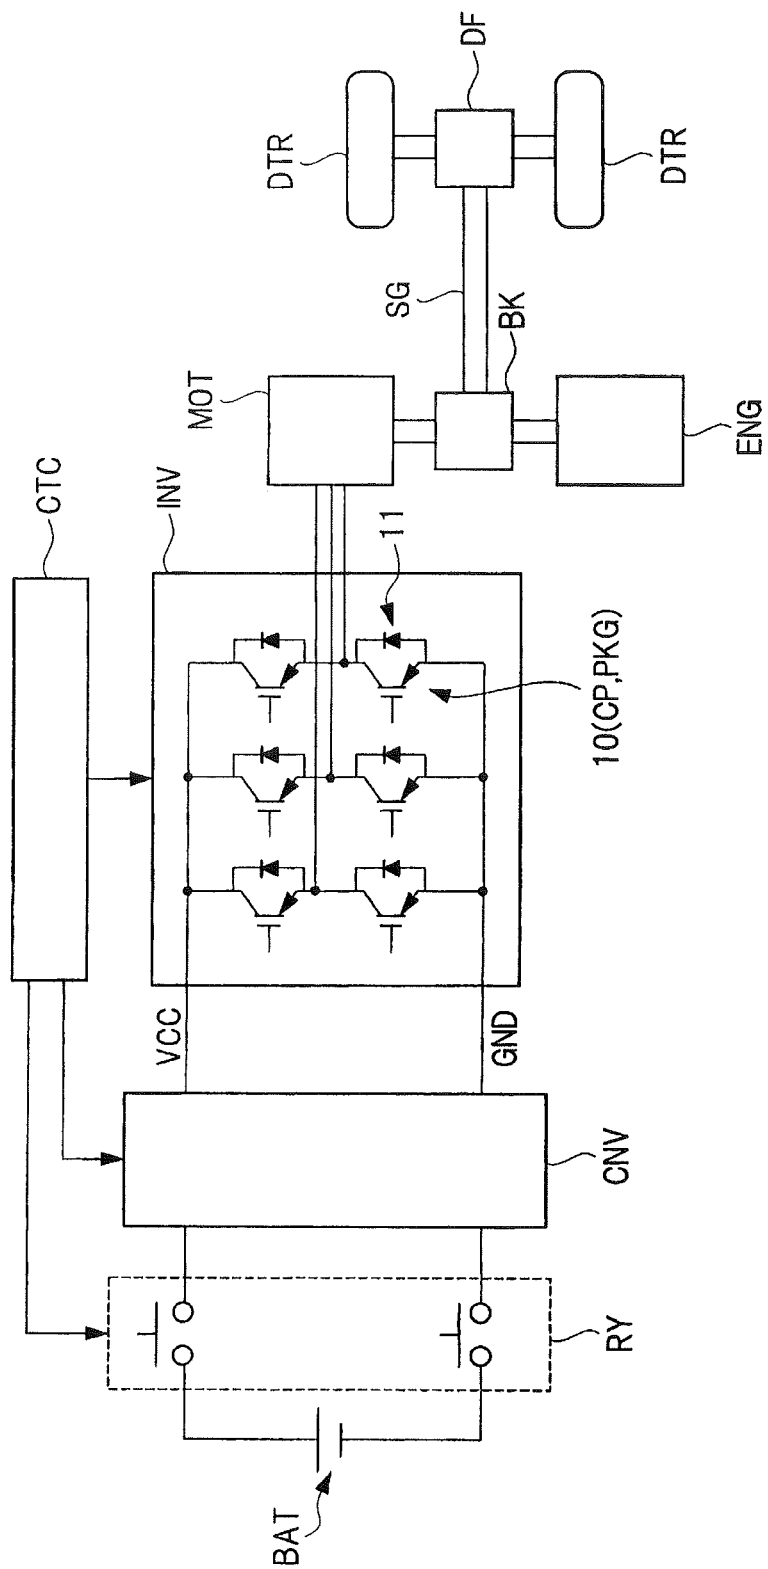 CTC
INV
MOT
DTR
DF
DTR
SG
BK
ENG
11
10(CP,PKG)
VCC
GND
CNV
RY
BAT